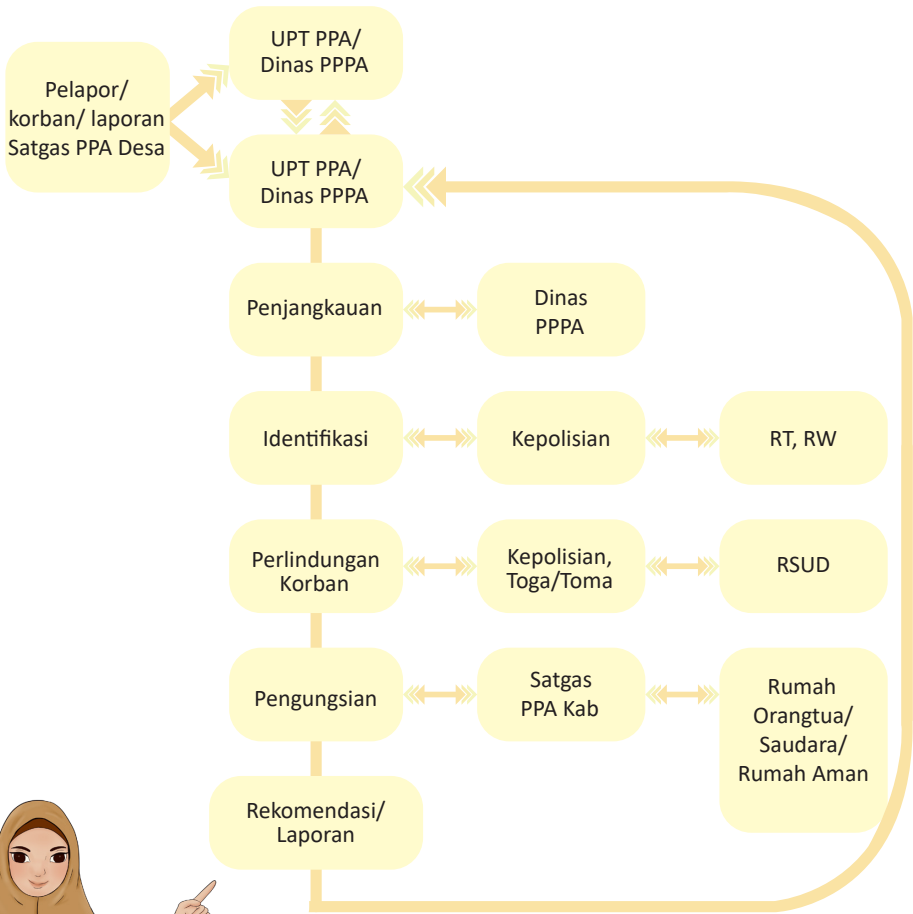 UPT PPA/
Dinas PPPA
Pelapor/
korban/ laporan
Satgas PPA Desa
UPT PPA/
Dinas PPPA
Penjangkauan
Dinas
PPPA
Identifikasi
Kepolisian
RT, RW
Perlindungan
Korban
Kepolisian,
Toga/Toma
RSUD
Pengungsian
Satgas
PPA Kab
Rumah
Orangtua/
Saudara/
Rumah Aman
Rekomendasi/
Laporan